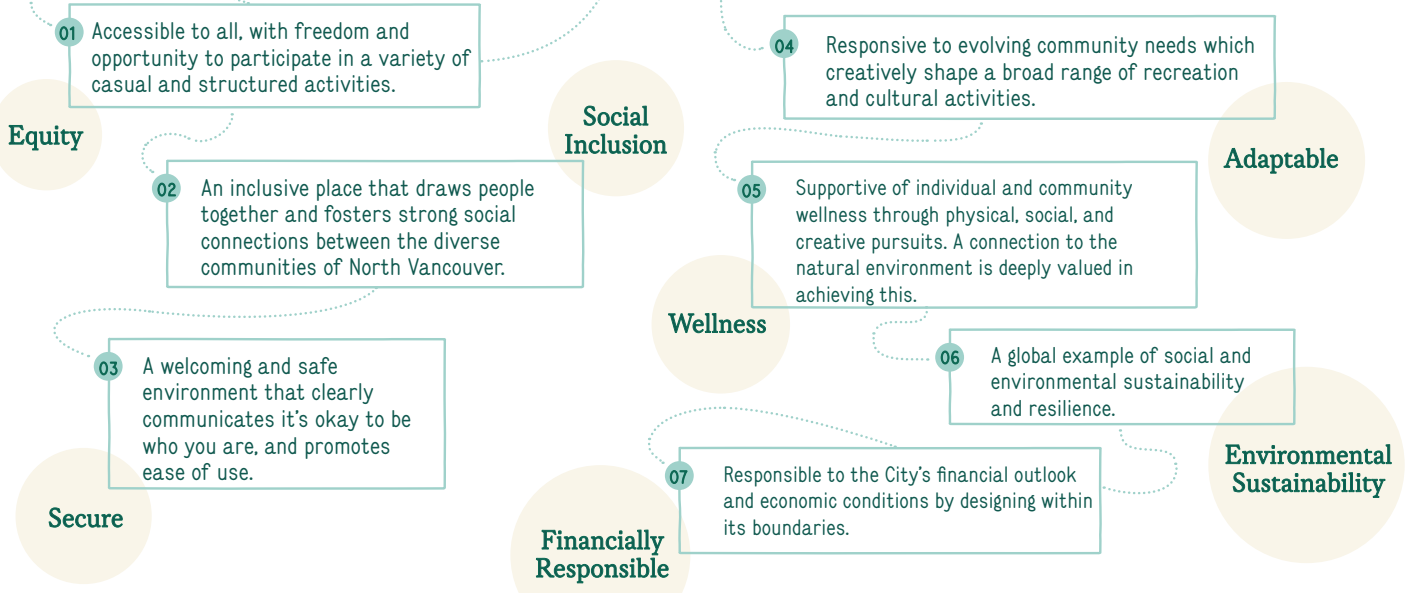 01
Accessible to all, with freedom and
opportunity to participate in a variety of
casual and structured activities.
Equity
02
An inclusive place that draws people
together and fosters strong social
connections between the diverse
communities of North Vancouver.
Social
Inclusion
03
A welcoming and safe
environment that clearly
communicates it's okay to be
who you are, and promotes
ease of use.
Secure
04
Responsive to evolving community needs which
creatively shape a broad range of recreation
and cultural activities.
Adaptable
05
Supportive of individual and community
wellness through physical, social, and
creative pursuits. A connection to the
natural environment is deeply valued in
achieving this.
Wellness
06
A global example of social and
environmental sustainability
and resilience.
Environmental
Sustainability
07
Responsible to the City's financial outlook
and economic conditions by designing within
its boundaries.
Financially
Responsible